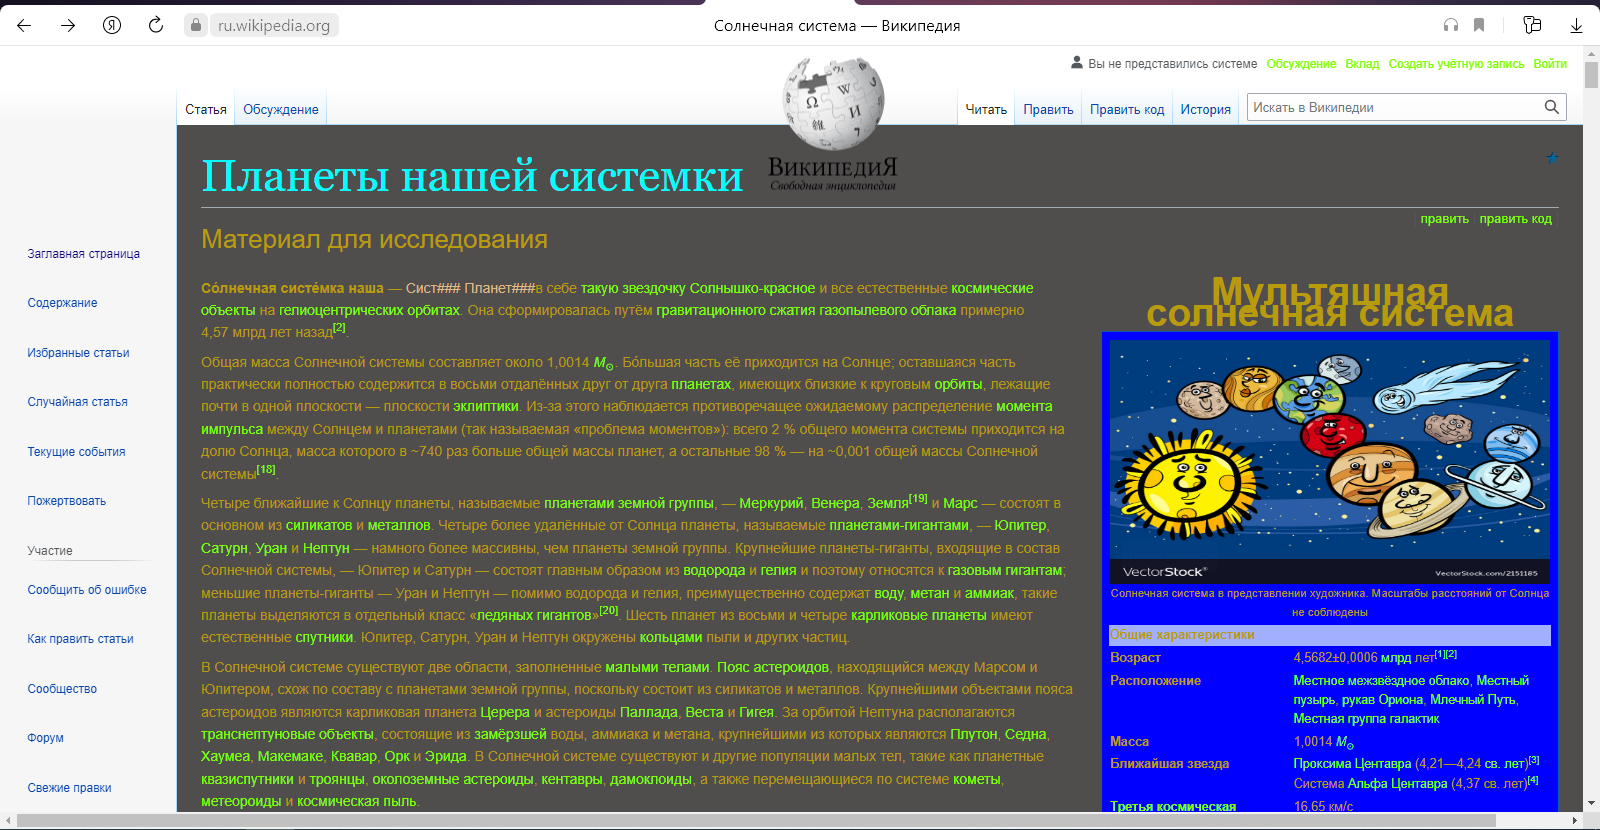 ru.wikipedia.org
Солнечная система — Википедия
Вы не представились системе Обсуждение Вклад Создать учётную запись Войти
Статья Обсуждение
Читать Править Править код История Искать в Википедии
ВикипедиЯ
Свободная энциклопедия
Планеты нашей системки
править править код
Материал для исследования
Заглавная страница
Содержание
Избранные статьи
Случайная статья
Текущие события
Пожертвовать
Участие
Сообщить об ошибке
Как править статьи
Сообщество
Форум
Свежие правки
Со́лнечная систе́мка наша — Сист### Планет###в себе такую звездочку Солнышко-красное и все естественные космические
объекты на гелиоцентрических орбитах. Она сформировалась путём гравитационного сжатия газопылевого облака примерно
4,57 млрд лет назад[2].
Общая масса Солнечной системы составляет около 1,0014 M☉. Бо́льшая часть её приходится на Солнце; оставшаяся часть
практически полностью содержится в восьми отдалённых друг от друга планетах, имеющих близкие к круговым орбиты, лежащие
почти в одной плоскости — плоскости эклиптики. Из-за этого наблюдается противоречащее ожидаемому распределение момента
импульса между Солнцем и планетами (так называемая «проблема моментов»): всего 2 % общего момента системы приходится на
долю Солнца, масса которого в ~740 раз больше общей массы планет, а остальные 98 % — на ~0,001 общей массы Солнечной
системы[18].
Четыре ближайшие к Солнцу планеты, называемые планетами земной группы, — Меркурий, Венера, Земля[19] и Марс — состоят в
основном из силикатов и металлов. Четыре более удалённые от Солнца планеты, называемые планетами-гигантами, — Юпитер,
Сатурн, Уран и Нептун — намного более массивны, чем планеты земной группы. Крупнейшие планеты-гиганты, входящие в состав
Солнечной системы, — Юпитер и Сатурн — состоят главным образом из водорода и гелия и поэтому относятся к газовым гигантам;
меньшие планеты-гиганты — Уран и Нептун — помимо водорода и гелия, преимущественно содержат воду, метан и аммиак, такие
планеты выделяются в отдельный класс «ледяных гигантов»[20]. Шесть планет из восьми и четыре карликовые планеты имеют
естественные спутники. Юпитер, Сатурн, Уран и Нептун окружены кольцами пыли и других частиц.
В Солнечной системе существуют две области, заполненные малыми телами. Пояс астероидов, находящийся между Марсом и
Юпитером, схож по составу с планетами земной группы, поскольку состоит из силикатов и металлов. Крупнейшими объектами пояса
астероидов являются карликовая планета Церера и астероиды Паллада, Веста и Гигея. За орбитой Нептуна располагаются
транснептуновые объекты, состоящие из замёрзшей воды, аммиака и метана, крупнейшими из которых являются Плутон, Седна,
Хаумеа, Макемаке, Квавар, Орк и Эрида. В Солнечной системе существуют и другие популяции малых тел, такие как планетные
квазиспутники и троянцы, околоземные астероиды, кентавры, дамоклоиды, а также перемещающиеся по системе кометы,
метеороиды и космическая пыль.
Мультяшная
солнечная система
VectorStock® VectorStock.com/2151185
Солнечная система в представлении художника. Масштабы расстояний от Солнца
не соблюдены
Общие характеристики
Возраст 4,5682±0,0006 млрд лет[1][2]
Расположение Местное межзвёздное облако, Местный
пузырь, рукав Ориона, Млечный Путь,
Местная группа галактик
Масса 1,0014 M☉
Ближайшая звезда Проксима Центавра (4,21—4,24 св. лет)[3]
Система Альфа Центавра (4,37 св. лет)[4]
Третья космическая 16,65 км/с